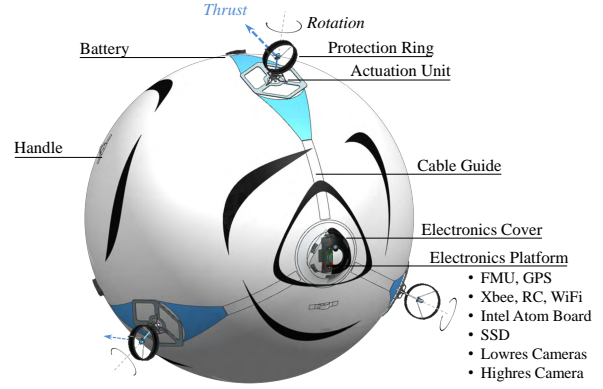 Thrust
Rotation
Battery
Protection Ring
Actuation Unit
Handle
Cable Guide
Electronics Cover
Electronics Platform
• FMU, GPS
• Xbee, RC, WiFi
• Intel Atom Board
• SSD
• Lowres Cameras
• Highres Camera